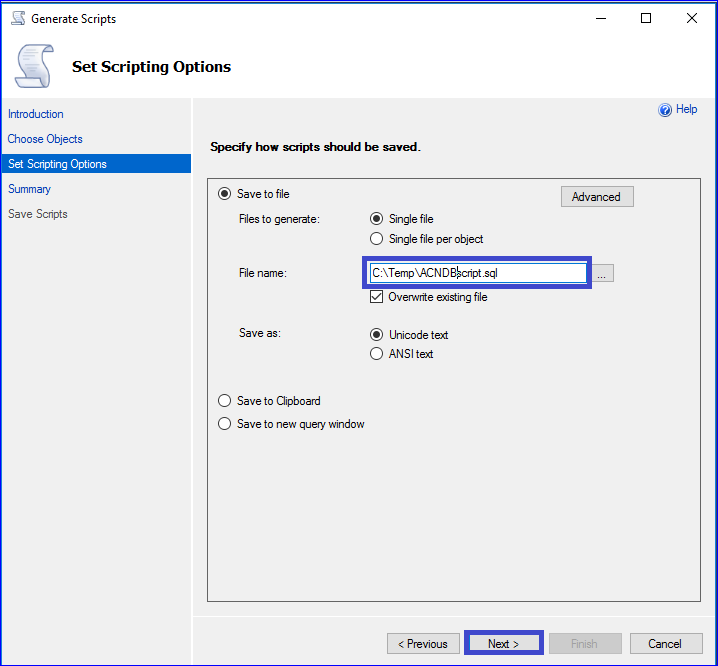 Generate Scripts
Set Scripting Options
Introduction
Choose Objects
Set Scripting Options
Summary
Save Scripts
Help
Specify how scripts should be saved.
Save to file
Advanced
Files to generate:
Single file
Single file per object
File name:
C:\Temp\ACNDBscript.sql
...
Overwrite existing file
Save as:
Unicode text
ANSI text
Save to Clipboard
Save to new query window
< Previous
Next >
Finish
Cancel